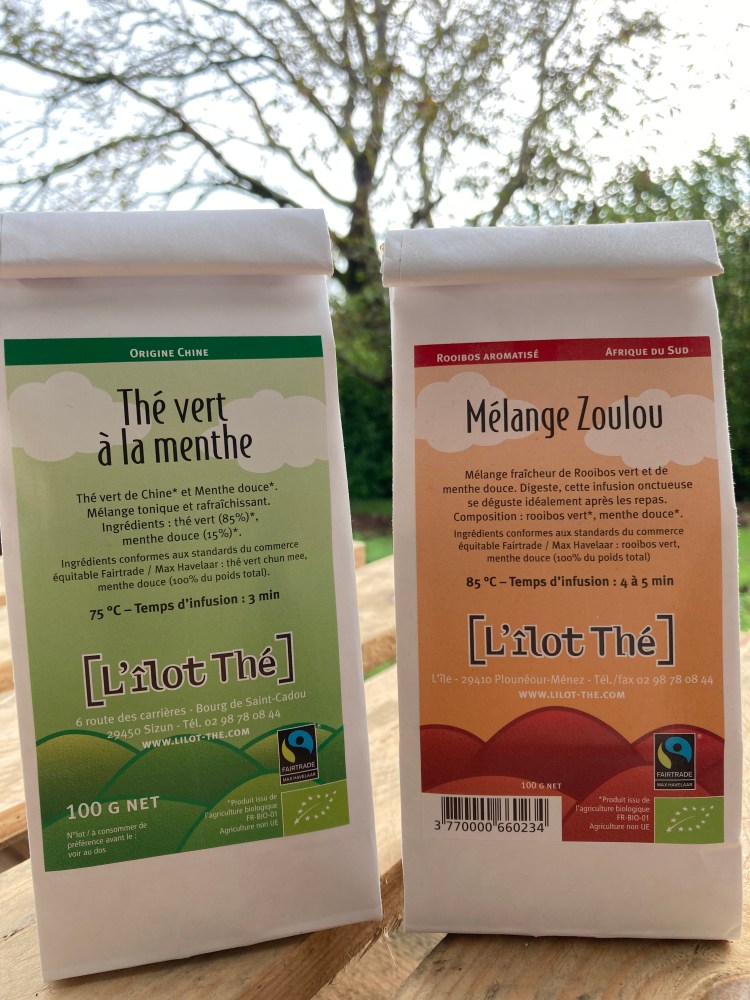 ORIGINE CHINE
Thé vert
à la menthe
Thé vert de Chine* et Menthe douce*.
Mélange tonique et rafraîchissant.
Ingrédients : thé vert (85%)*,
menthe douce (15%)*.
Ingrédients conformes aux standards du commerce
équitable Fairtrade / Max Havelaar : thé vert chun mee,
menthe douce (100% du poids total).
75 °C – Temps d'infusion : 3 min
[L'îlot Thé]
6 route des carrières - Bourg de Saint-Cadou
29450 Sizun - Tél. 02 98 78 08 44
WWW.LILOT-THE.COM
FAIRTRADE
MAX HAVELAAR
100 G NET
N°lot / à consommer de
préférence avant le :
voir au dos
*Produit issu de
l'agriculture biologique
FR-BIO-01
Agriculture non UE
ROOIBOS AROMATISÉ AFRIQUE DU SUD
Mélange Zoulou
Mélange fraîcheur de Rooibos vert et de
menthe douce. Digeste, cette infusion onctueuse
se déguste idéalement après les repas.
Composition : rooibos vert*, menthe douce*.
Ingrédients conformes aux standards du commerce
équitable Fairtrade / Max Havelaar : rooibos vert,
menthe douce (100% du poids total)
85 °C – Temps d'infusion : 4 à 5 min
[L'îlot Thé]
L'île - 29410 Plounéour-Ménez - Tél./fax 02 98 78 08 44
WWW.LILOT-THE.COM
FAIRTRADE
MAX HAVELAAR
100 G NET
3 770000 660234
*Produit issu de
l'agriculture biologique
FR-BIO-01
Agriculture non UE